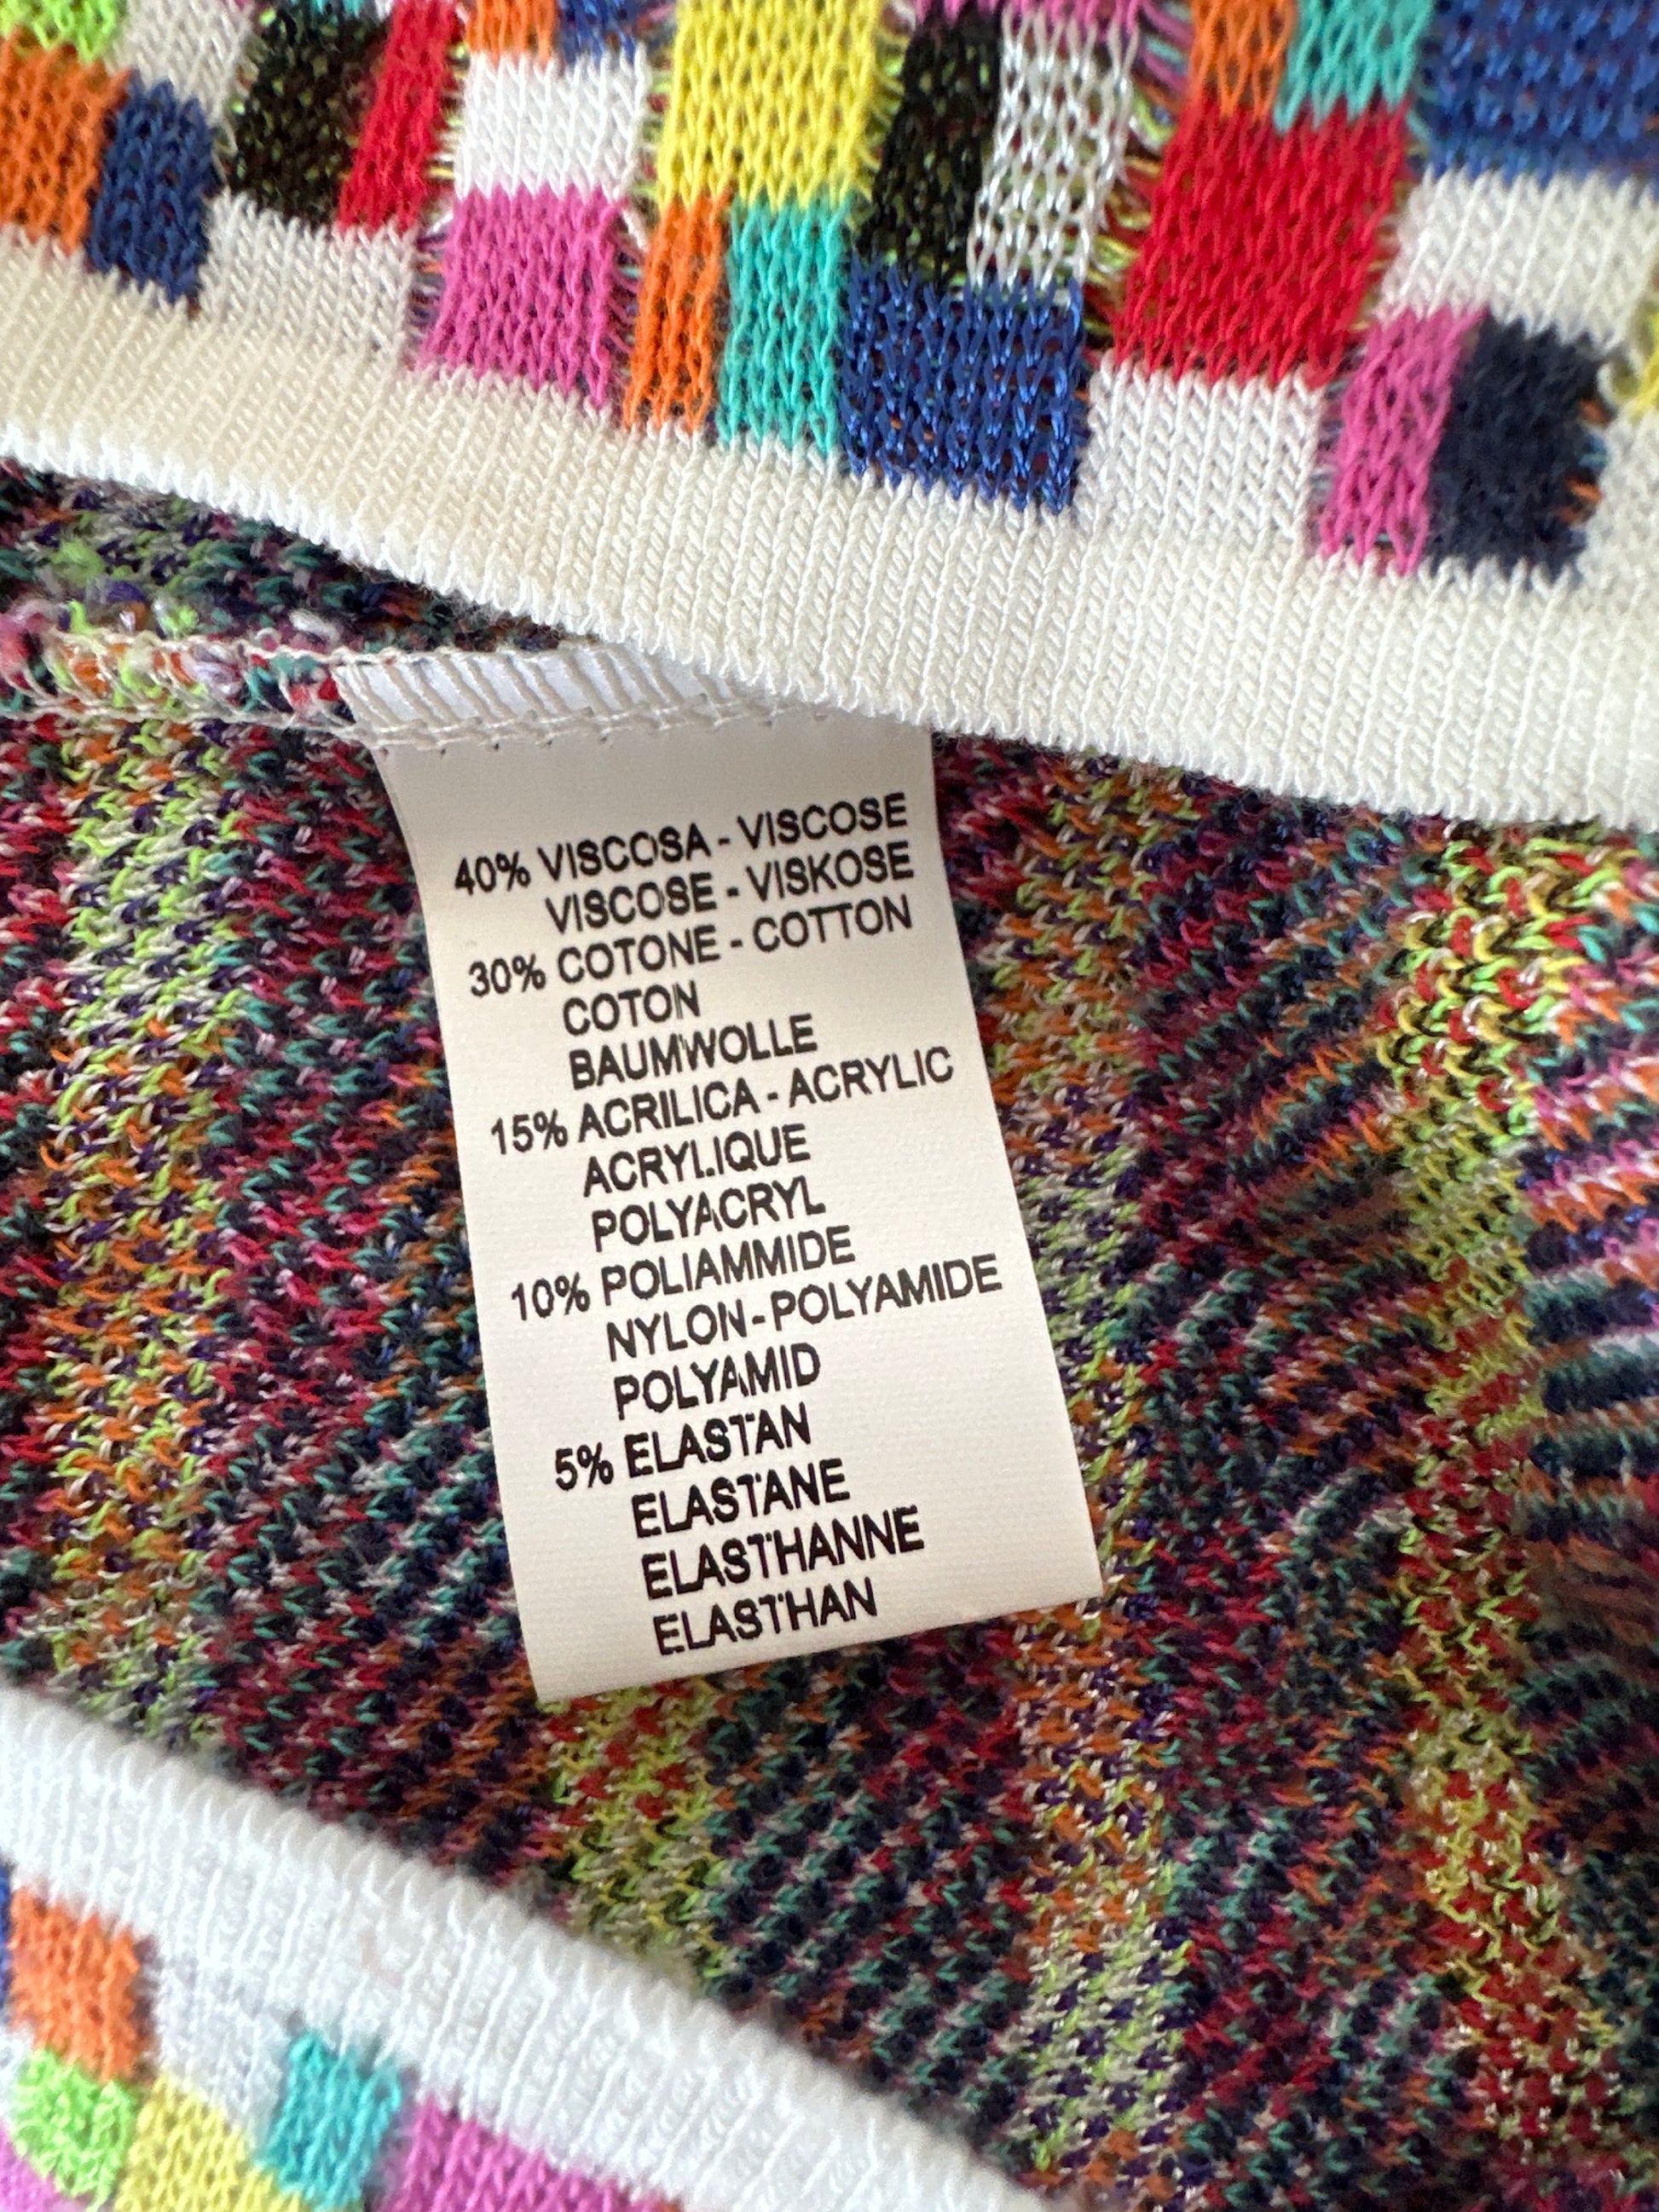 40% VISCOSA - VISCOSE
VISCOSE - VISKOSE
30% COTONE - COTTON
COTON
BAUMWOLLE
15% ACRILICA - ACRYLIC
ACRYLIQUE
POLYACRYL
10% POLIAMMIDE
NYLON - POLYAMIDE
POLYAMID
5% ELASTAN
ELASTANE
ELASTHANNE
ELASTHAN